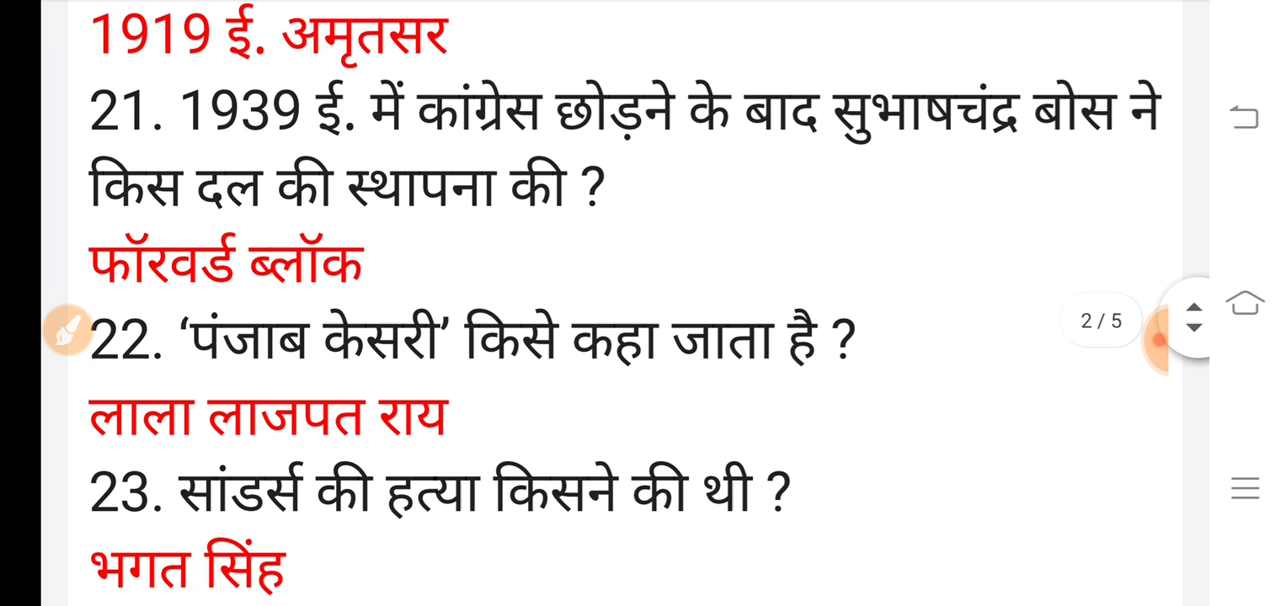 1919 ई. अमृतसर
21. 1939 ई. में कांग्रेस छोड़ने के बाद सुभाषचंद्र बोस ने
किस दल की स्थापना की ?
फॉरवर्ड ब्लॉक
22. ‘पंजाब केसरी’ किसे कहा जाता है ?
2 / 5
लाला लाजपत राय
23. सांडर्स की हत्या किसने की थी ?
भगत सिंह